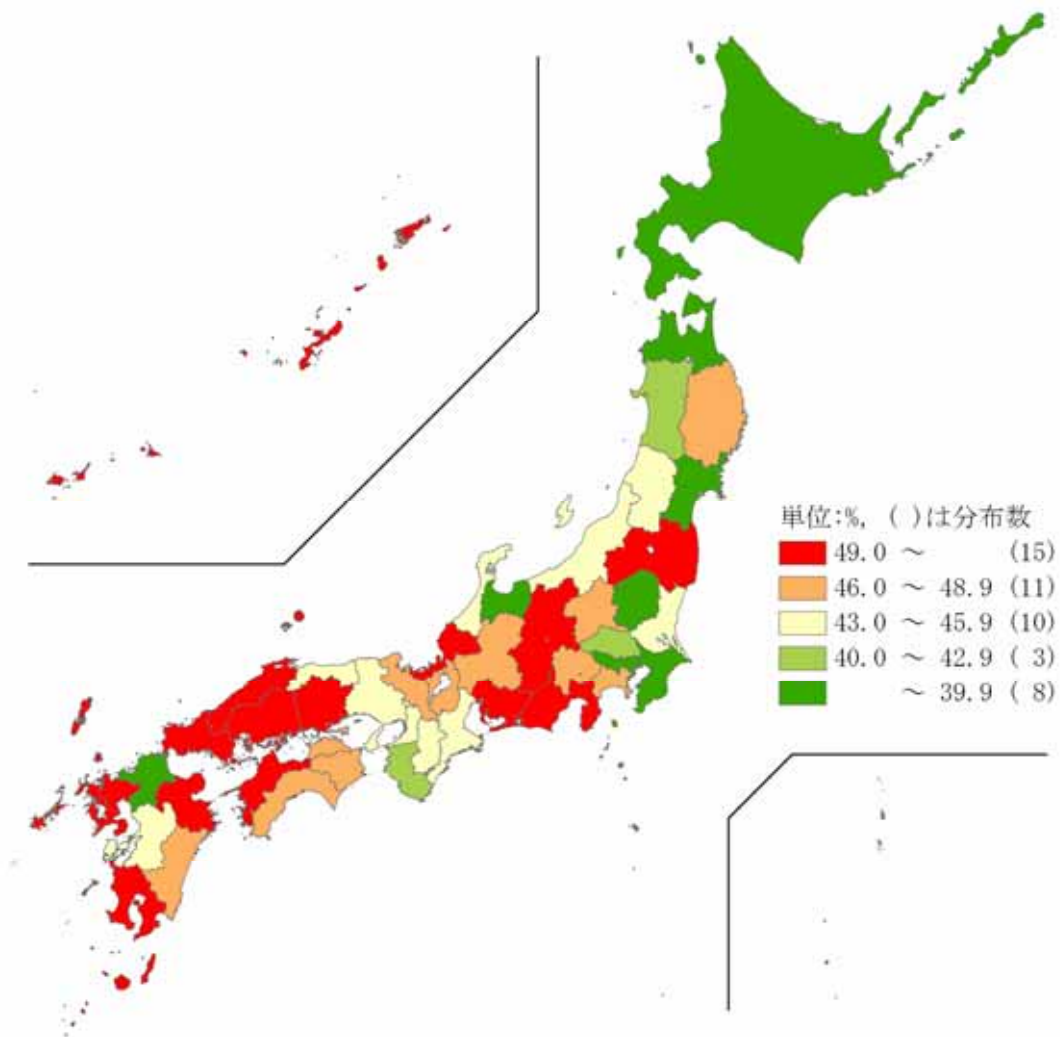 単位:%, ( )は分布数
49.0 ~ (15)
46.0 ~ 48.9 (11)
43.0 ~ 45.9 (10)
40.0 ~ 42.9 ( 3)
~ 39.9 ( 8)